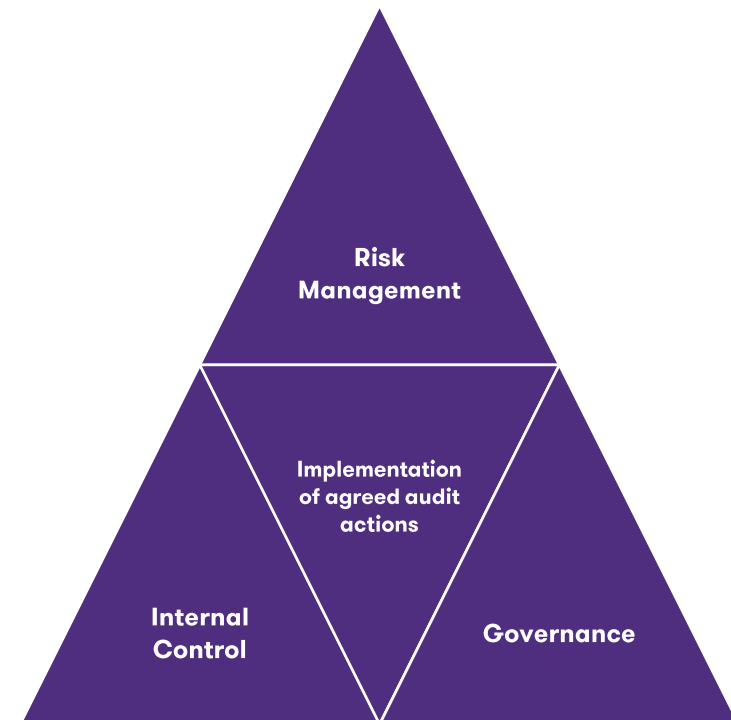 Risk
Management
Implementation
of agreed audit
actions
Internal
Control
Governance